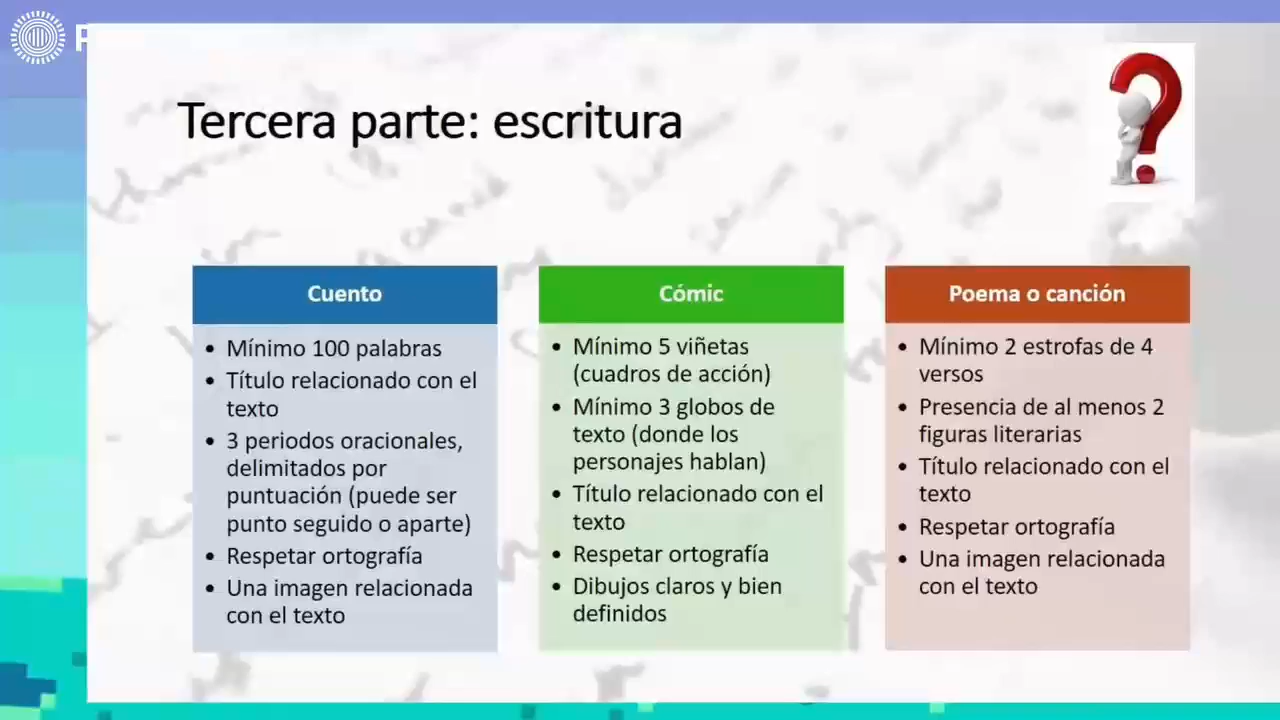 Tercera parte: escritura
Cuento
• Mínimo 100 palabras
• Título relacionado con el
texto
• 3 periodos oracionales,
delimitados por
puntuación (puede ser
punto seguido o aparte)
• Respetar ortografía
• Una imagen relacionada
con el texto
Cómic
• Mínimo 5 viñetas
(cuadros de acción)
• Mínimo 3 globos de
texto (donde los
personajes hablan)
• Título relacionado con el
texto
• Respetar ortografía
• Dibujos claros y bien
definidos
Poema o canción
• Mínimo 2 estrofas de 4
versos
• Presencia de al menos 2
figuras literarias
• Título relacionado con el
texto
• Respetar ortografía
• Una imagen relacionada
con el texto